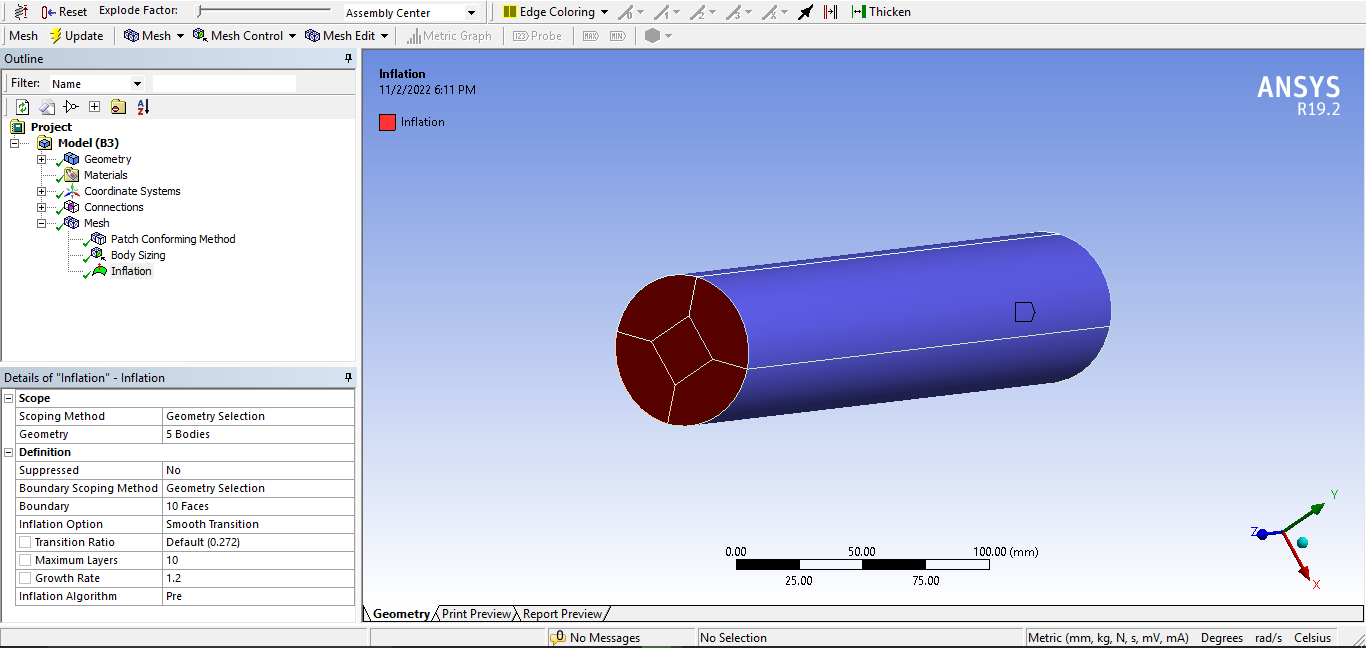 Reset Explode Factor: Assembly Center Edge Coloring Thicken
Mesh Update Mesh Mesh Control Mesh Edit Metric Graph Probe
Outline
Filter: Name
Project
Model (B3)
Geometry
Materials
Coordinate Systems
Connections
Mesh
Patch Conforming Method
Body Sizing
Inflation
Details of "Inflation" - Inflation
Scope
Scoping Method Geometry Selection
Geometry 5 Bodies
Definition
Suppressed No
Boundary Scoping Method Geometry Selection
Boundary 10 Faces
Inflation Option Smooth Transition
Transition Ratio Default (0.272)
Maximum Layers 10
Growth Rate 1.2
Inflation Algorithm Pre
Inflation
11/2/2022 6:11 PM
Inflation
ANSYS
R19.2
Y
Z
X
0.00 50.00 100.00 (mm)
25.00 75.00
Geometry Print Preview Report Preview
0 No Messages No Selection Metric (mm, kg, N, s, mV, mA) Degrees rad/s Celsius